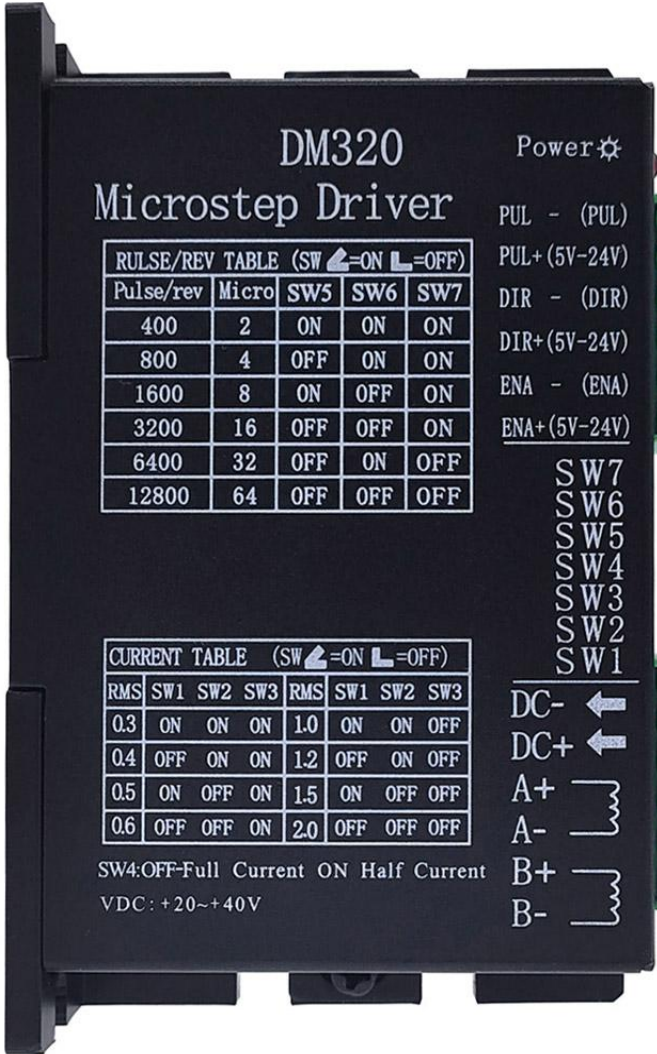 DM320
Microstep Driver
RULSE/REV TABLE (SW =ON =OFF)
Pulse/rev Micro SW5 SW6 SW7
400 2 ON ON ON
800 4 OFF ON ON
1600 8 ON OFF ON
3200 16 OFF OFF ON
6400 32 OFF ON OFF
12800 64 OFF OFF OFF
CURRENT TABLE (SW =ON =OFF)
RMS SW1 SW2 SW3 RMS SW1 SW2 SW3
0.3 ON ON ON 1.0 ON ON OFF
0.4 OFF ON ON 1.2 OFF ON OFF
0.5 ON OFF ON 1.5 ON OFF OFF
0.6 OFF OFF ON 2.0 OFF OFF OFF
SW4:OFF-Full Current ON Half Current
VDC:+20~+40V
Power
PUL - (PUL)
PUL+(5V-24V)
DIR - (DIR)
DIR+(5V-24V)
ENA - (ENA)
ENA+(5V-24V)
SW7
SW6
SW5
SW4
SW3
SW2
SW1
DC-
DC+
A+
A-
B+
B-